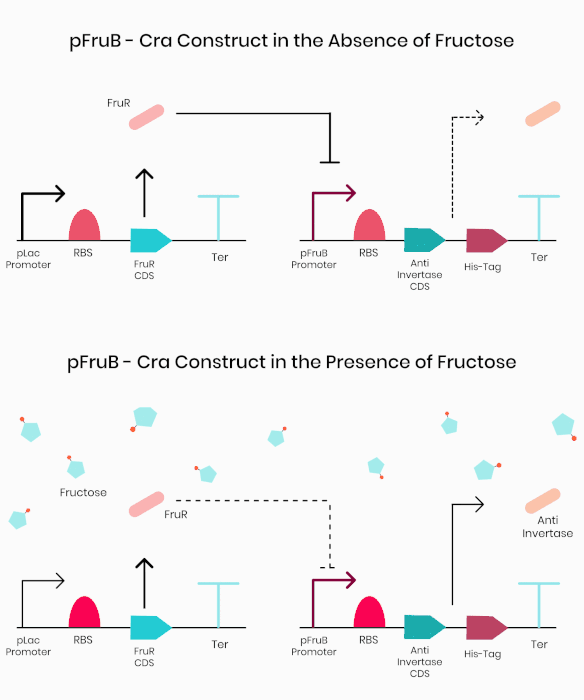 pFruB - Cra Construct in the Absence of Fructose
FruR
pLac
Promoter
RBS
FruR
CDS
Ter
pFruB
Promoter
RBS
Anti
Invertase
CDS
His-Tag
Ter
pFruB - Cra Construct in the Presence of Fructose
Fructose
FruR
Anti
Invertase
pLac
Promoter
RBS
FruR
CDS
Ter
pFruB
Promoter
RBS
Anti
Invertase
CDS
His-Tag
Ter